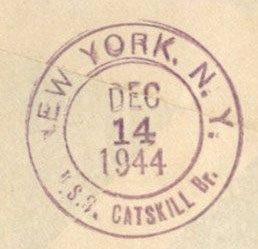 NEW YORK, N.Y.
DEC
14
1944
U.S.S. CATSKILL Br.